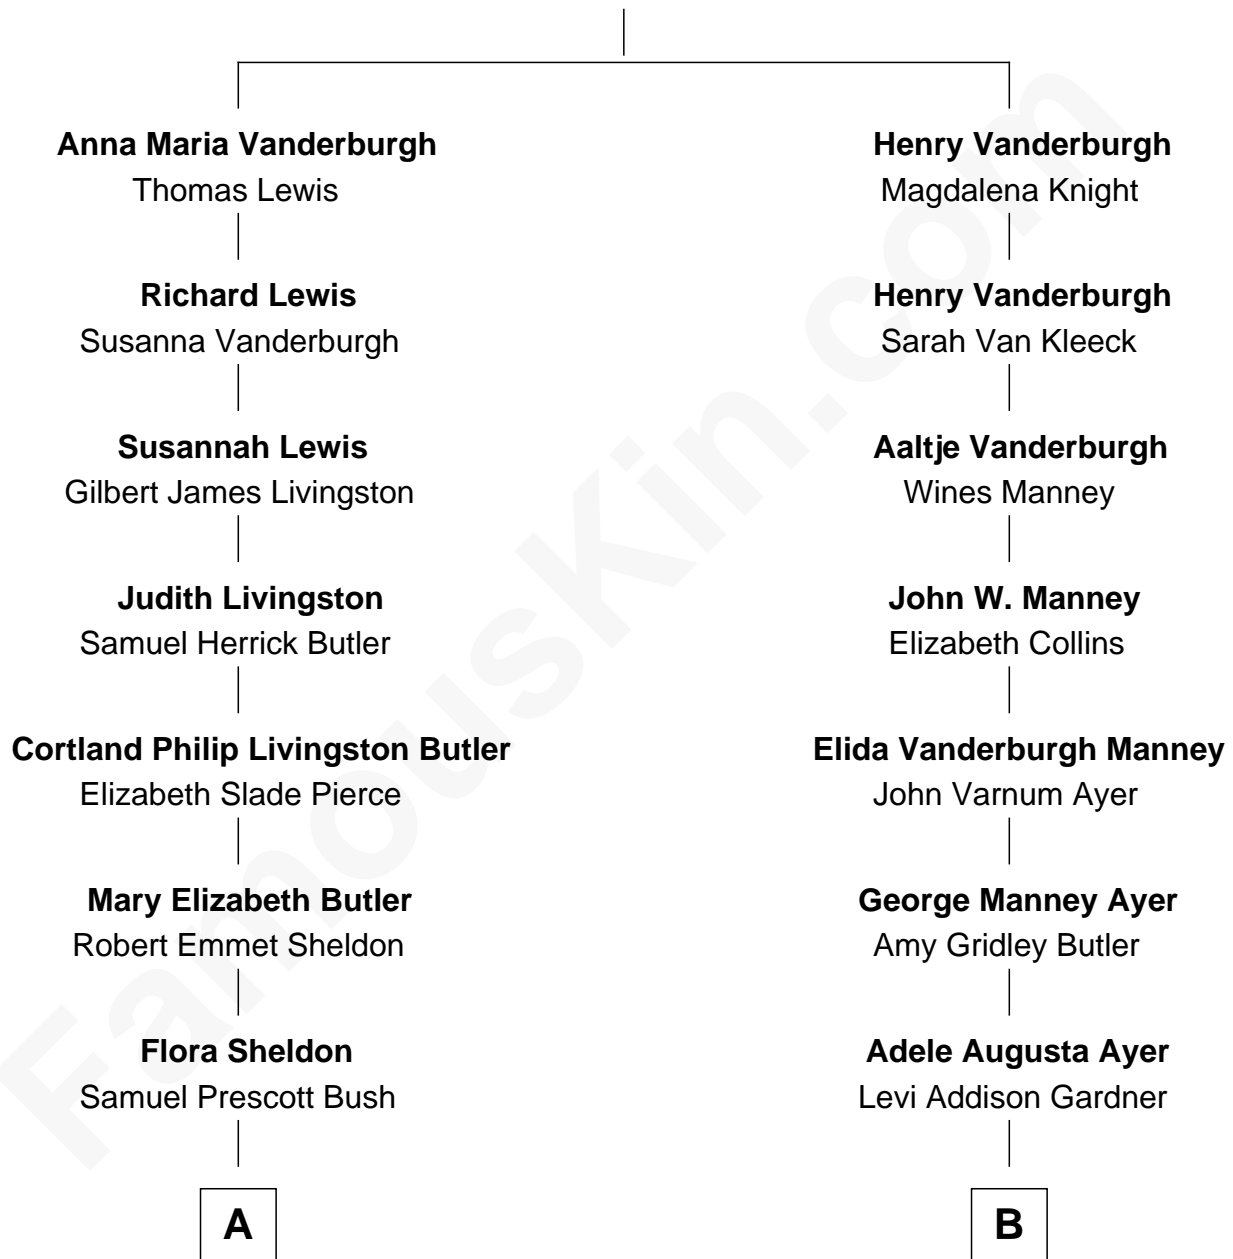 Anna Maria Vanderburgh
Thomas Lewis
Richard Lewis
Susanna Vanderburgh
Susannah Lewis
Gilbert James Livingston
Judith Livingston
Samuel Herrick Butler
Cortland Philip Livingston Butler
Elizabeth Slade Pierce
Mary Elizabeth Butler
Robert Emmet Sheldon
Flora Sheldon
Samuel Prescott Bush
A
Henry Vanderburgh
Magdalena Knight
Henry Vanderburgh
Sarah Van Kleeck
Aaltje Vanderburgh
Wines Manney
John W. Manney
Elizabeth Collins
Elida Vanderburgh Manney
John Varnum Ayer
George Manney Ayer
Amy Gridley Butler
Adele Augusta Ayer
Levi Addison Gardner
B
FamousKin.com